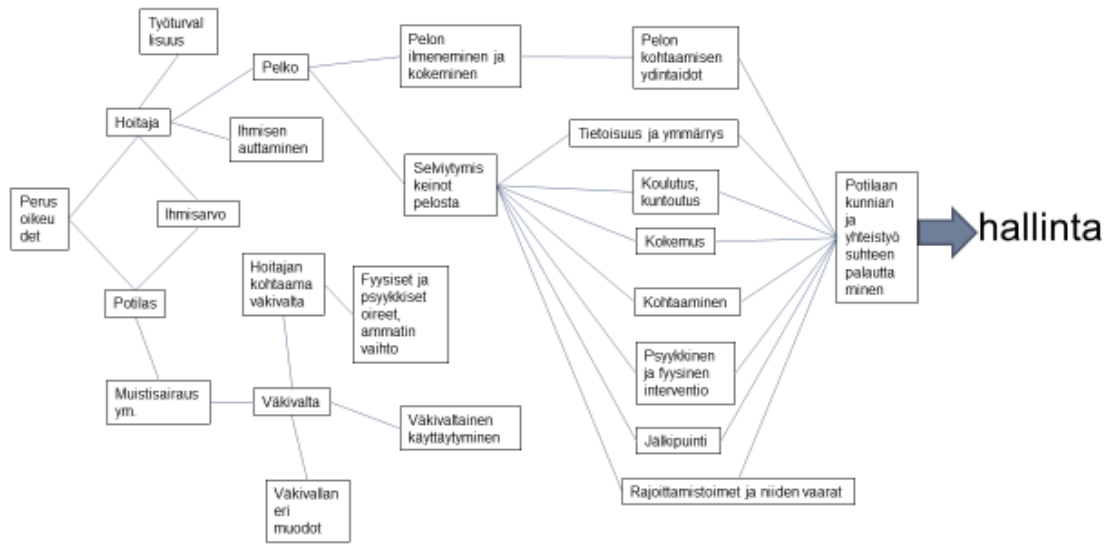 Työturval
lisuus
Pelko
Pelon
ilmeneminen ja
kokeminen
Pelon
kohtaamisen
ydintaidot
Hoitaja
Ihmisen
auttaminen
Tietoisuus ja ymmärrys
Selviytymis
keinot
pelosta
Koulutus,
kuntoutus
Perus
oikeu
det
Ihmisarvo
Kokemus
Potilaan
kunnian
ja
yhteistyö
suhteen
palautta
minen
hallinta
Potilas
Hoitajan
kohtaama
väkivalta
Fyysiset ja
psyykkiset
oireet,
ammatin
vaihto
Kohtaaminen
Psyykkinen
ja fyysinen
interventio
Muistisairaus
ym.
Väkivalta
Väkivaltainen
käyttäytyminen
Jälkipuinti
Väkivallan
eri
muodot
Rajoittamistoimet ja niiden vaarat